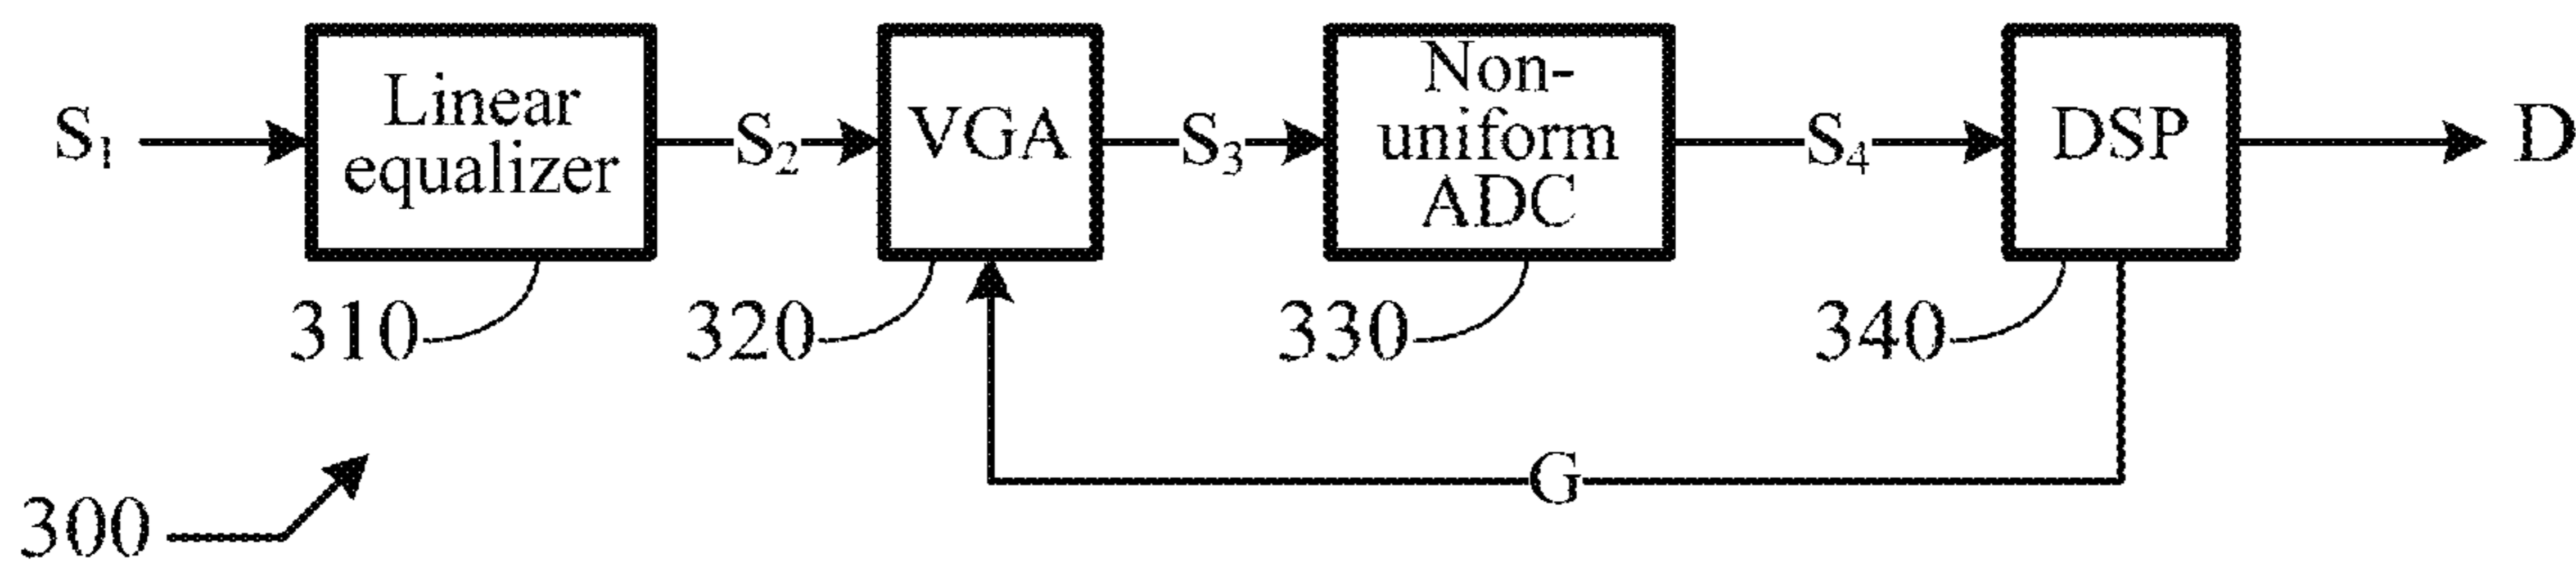 S₁
Linear
equalizer
S₂
VGA
S₃
Non-
uniform
ADC
S₄
DSP
D
310
320
330
340
G
300